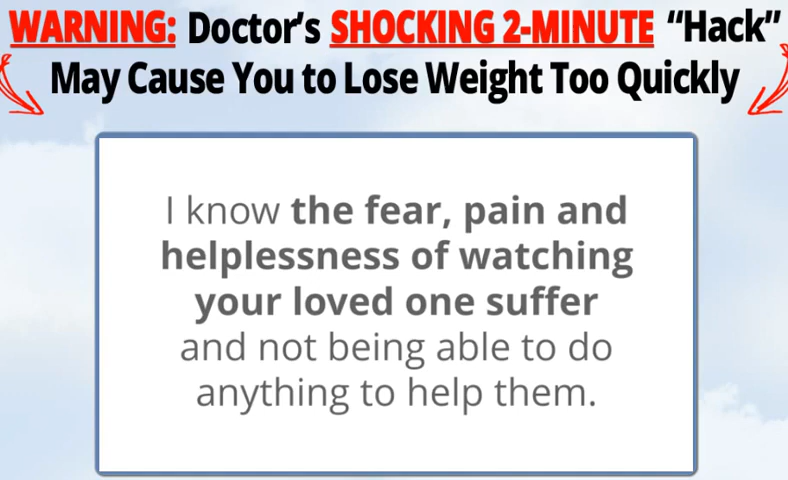 WARNING: Doctor's SHOCKING 2-MINUTE “Hack”
May Cause You to Lose Weight Too Quickly
I know the fear, pain and
helplessness of watching
your loved one suffer
and not being able to do
anything to help them.